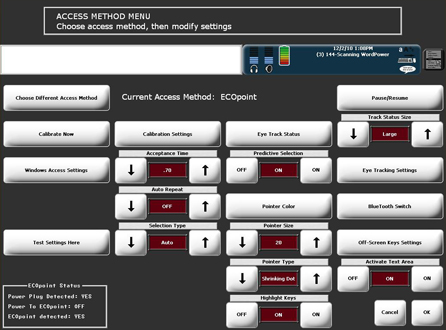 ACCESS METHOD MENU
Choose access method, then modify settings
12/2/10 1:08PM
(3) 144-Scanning WordPower
Choose Different Access Method
Current Access Method: ECOpoint
Pause/Resume
Track Status Size
Large
Calibrate Now
Calibration Settings
Eye Track Status
Acceptance Time
.70
Predictive Selection
OFF
ON
ON
Windows Access Settings
Eye Tracking Settings
Auto Repeat
OFF
Pointer Color
BlueTooth Switch
Selection Type
Auto
Pointer Size
20
Test Settings Here
Off-Screen Keys Settings
Pointer Type
Shrinking Dot
Activate Text Area
OFF
ON
ON
ECOpoint Status
Power Plug Detected: YES
Power To ECOpoint: OFF
ECOpoint detected: YES
Highlight Keys
OFF
ON
ON
Cancel
OK